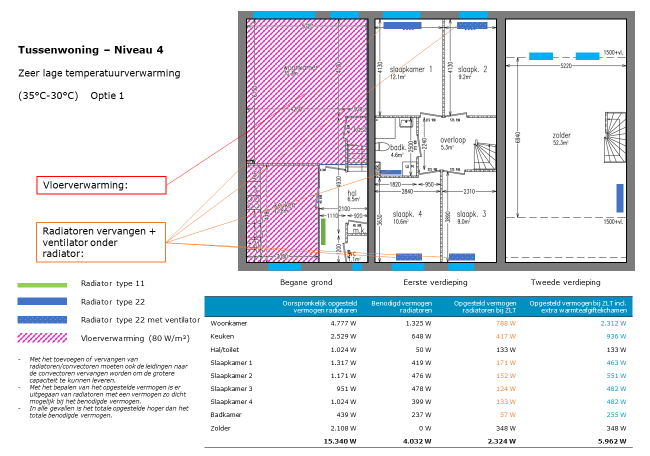 Tussenwoning – Niveau 4
Zeer lage temperatuurverwarming
(35°C-30°C) Optie 1
Vloerverwarming:
Radiatoren vervangen +
ventilator onder
radiator:
Radiator type 11
Radiator type 22
Radiator type 22 met ventilator
Vloerverwarming (80 W/m²)
- Met het toevoegen of vervangen van
radiatoren/convectoren moeten ook de leidingen naar
de convectoren vervangen worden om de grotere
capaciteit te kunnen leveren.
- Met het bepalen van het opgestelde vermogen is er
uitgegaan van radiatoren met een vermogen zo dicht
mogelijk bij het benodigde vermogen.
- In alle gevallen is het totale opgestelde hoger dan het
totale benodigde vermogen.
woonkamer
slaapkamer 1
12.1m²
slaapk. 2
9.2m²
badk.
4.6m²
overloop
5.3m²
hal
6.5m²
slaapk. 4
10.6m²
slaapk. 3
9.0m²
zolder
52.3m²
1500+vl.
5220
6940
1500+vl.
4130
4130
2500
2240
1820
950
2840
2310
3650
3650
2100
1110
920
Begane grond
Eerste verdieping
Tweede verdieping
Oorspronkelijk opgesteld vermogen radiatoren
Benodigd vermogen radiatoren
Opgesteld vermogen radiatoren bij ZLT
Opgesteld vermogen bij ZLT incl. extra warmteafgiftelichamen
Woonkamer 4.777 W 1.325 W 788 W 2.312 W
Keuken 2.529 W 648 W 417 W 936 W
Hal/toilet 1.024 W 50 W 133 W 133 W
Slaapkamer 1 1.317 W 419 W 171 W 463 W
Slaapkamer 2 1.171 W 476 W 152 W 551 W
Slaapkamer 3 951 W 478 W 124 W 482 W
Slaapkamer 4 1.024 W 399 W 133 W 482 W
Badkamer 439 W 237 W 57 W 255 W
Zolder 2.108 W 0 W 348 W 348 W
15.340 W 4.032 W 2.324 W 5.962 W